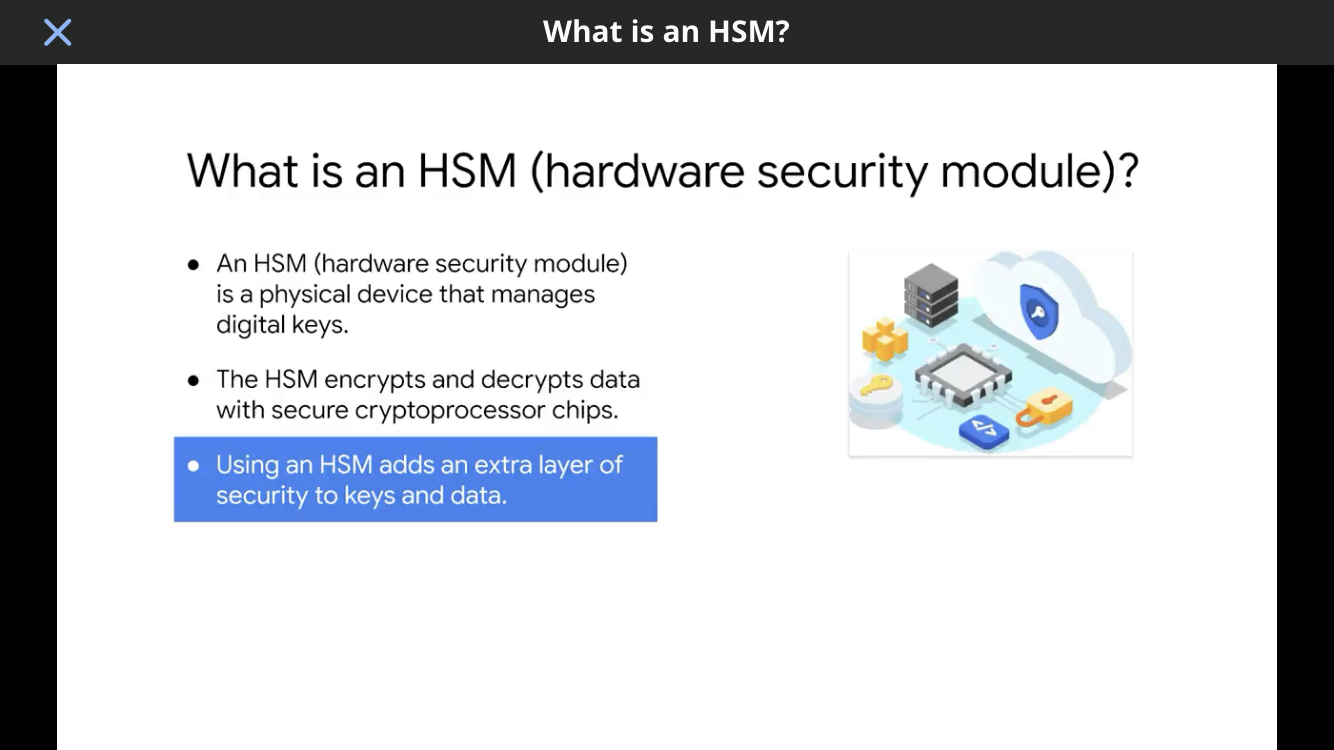 What is an HSM?
What is an HSM (hardware security module)?
● An HSM (hardware security module)
is a physical device that manages
digital keys.
● The HSM encrypts and decrypts data
with secure cryptoprocessor chips.
● Using an HSM adds an extra layer of
security to keys and data.
</>